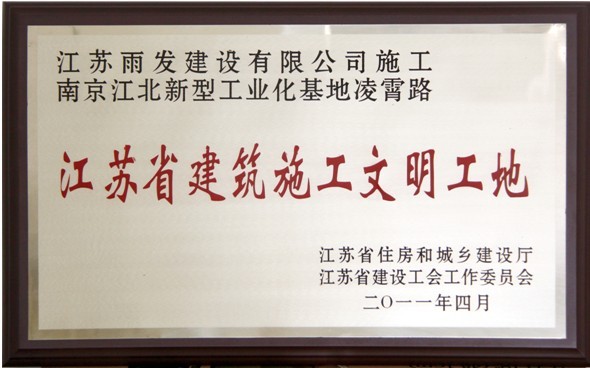 江苏雨发建设有限公司施工
南京江北新型工业化基地凌霄路
江苏省建筑施工文明工地
江苏省住房和城乡建设厅
江苏省建设工会工作委员会
二〇一一年四月